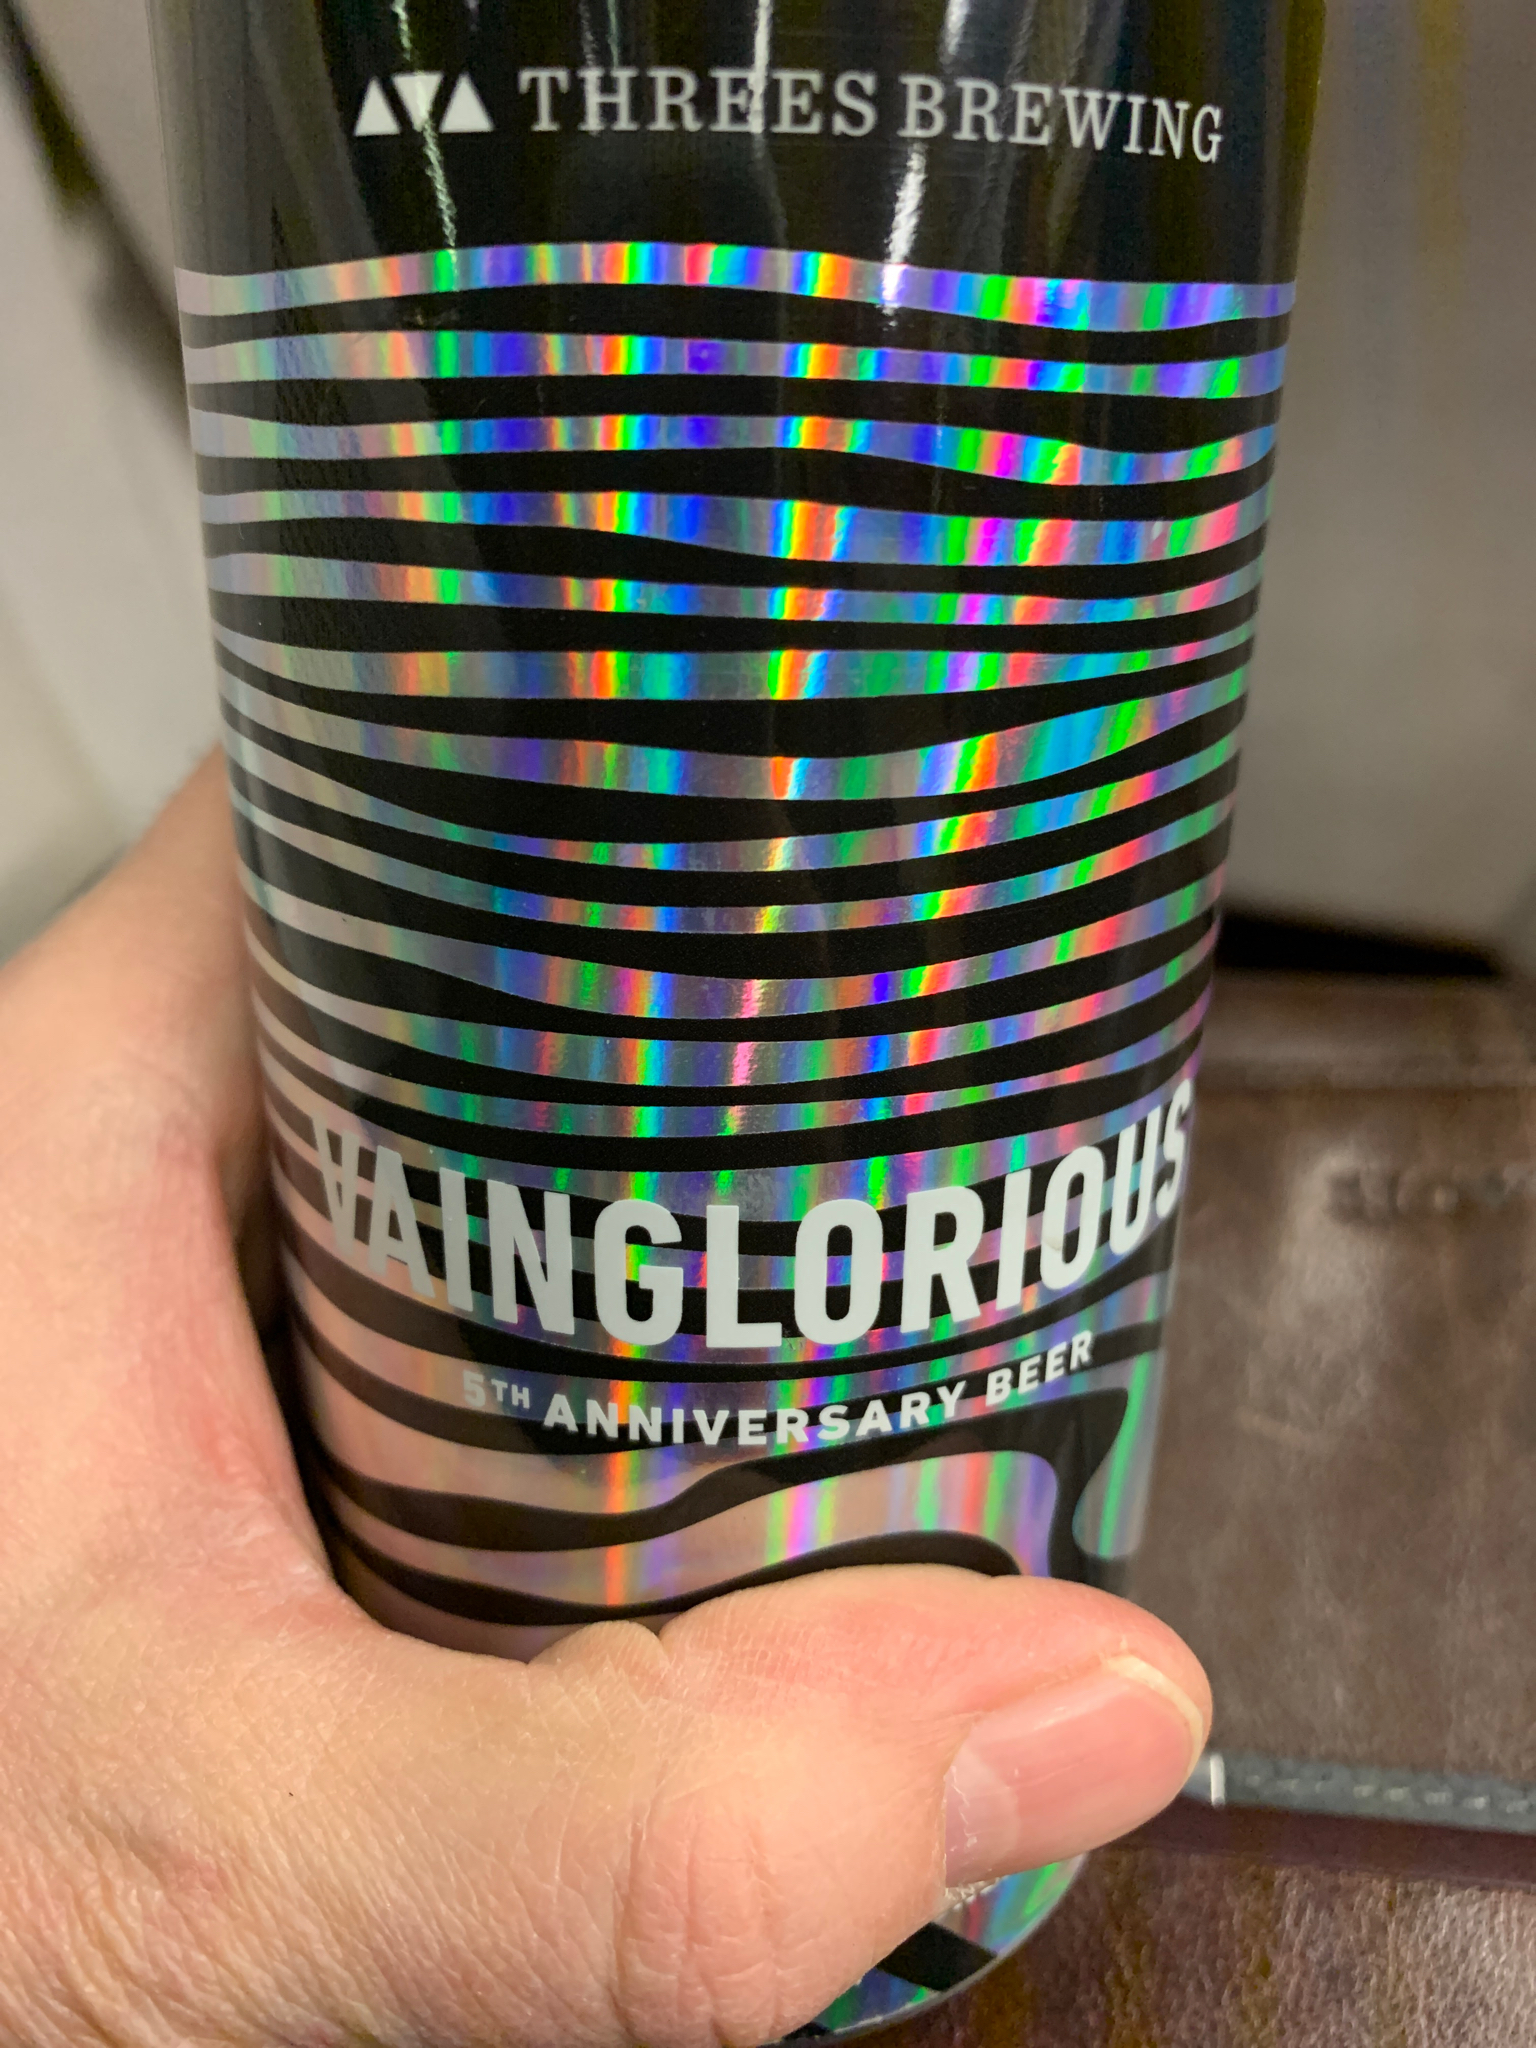 THREES BREWING
VAINGLORIOUS
5TH ANNIVERSARY BEER